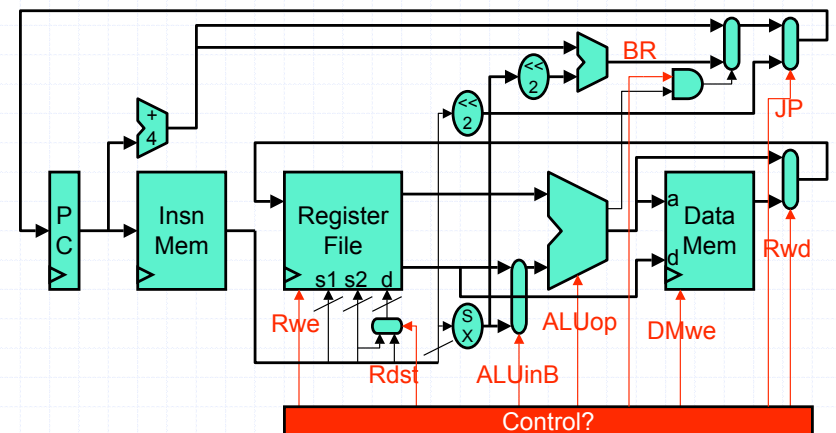 BR
<<
2
<<
2
+
4
JP
P
C
Insn
Mem
Register
File
s1 s2 d
a
Data
Mem
d
Rwd
S
X
Rwe
ALUop
DMwe
Rdst
ALUinB
Control?